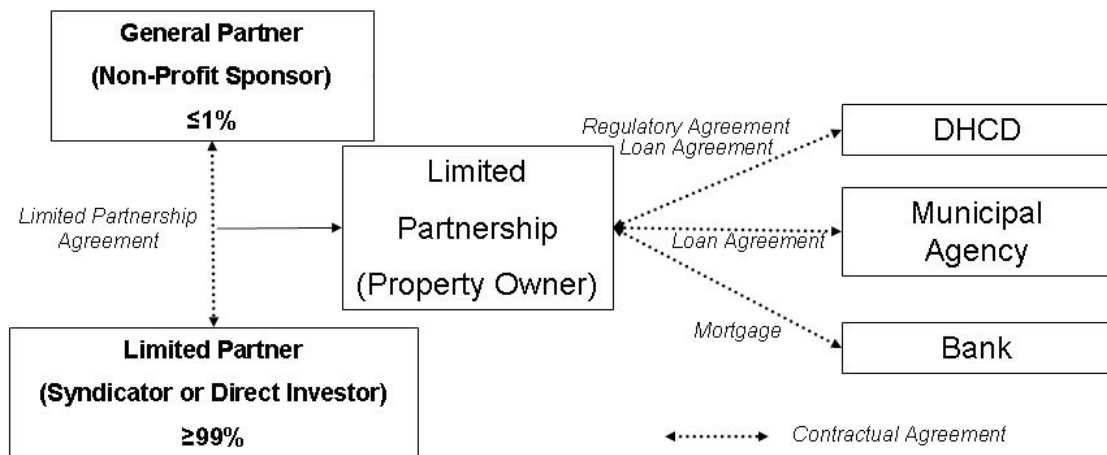 General Partner
(Non-Profit Sponsor)
≤1%
Limited Partnership
Agreement
Limited Partner
(Syndicator or Direct Investor)
≥99%
Limited
Partnership
(Property Owner)
Regulatory Agreement
Loan Agreement
Loan Agreement
Mortgage
DHCD
Municipal
Agency
Bank
Contractual Agreement